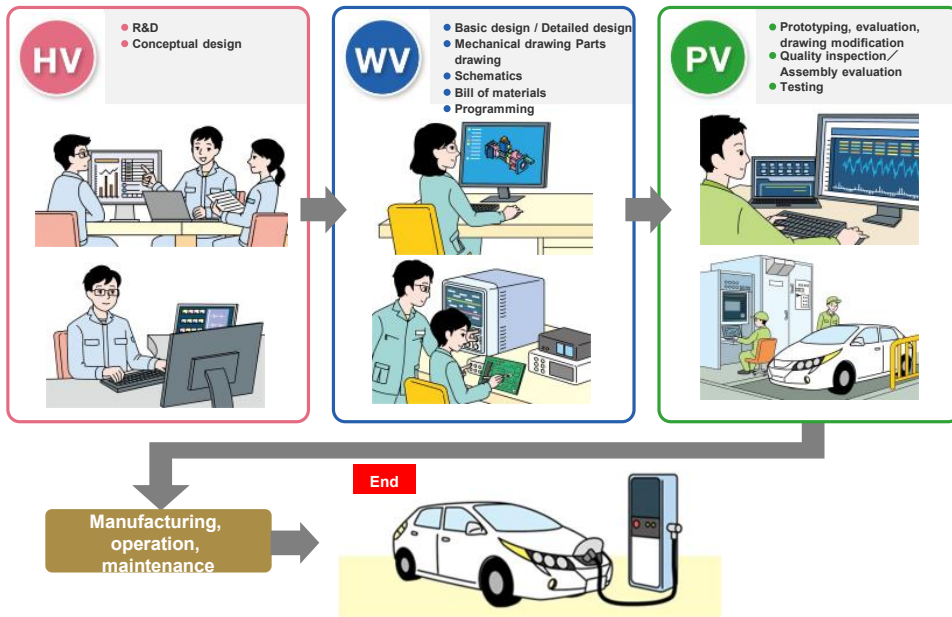 HV
R&D
Conceptual design
WV
Basic design / Detailed design
Mechanical drawing Parts
drawing
Schematics
Bill of materials
Programming
PV
Prototyping, evaluation,
drawing modification
Quality inspection／
Assembly evaluation
Testing
End
Manufacturing,
operation,
maintenance